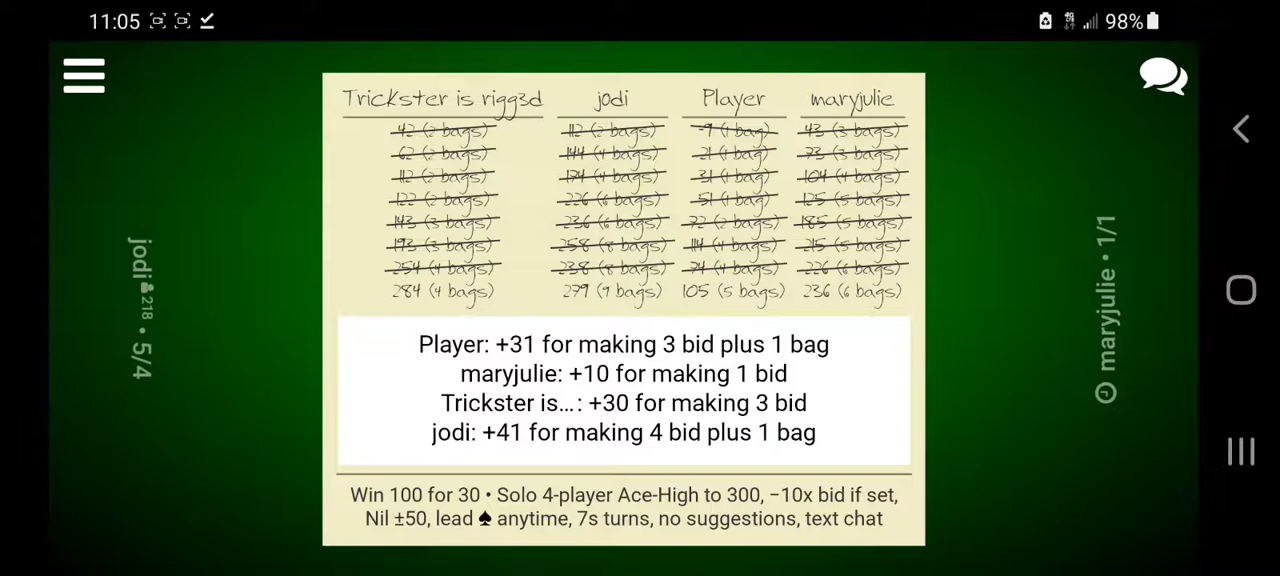 11:05 98%
Trickster is rigg3d jodi Player maryjulie
42 (2 bags) 112 (2 bags) -9 (1 bag) 43 (3 bags)
62 (2 bags) 144 (4 bags) 21 (1 bag) 73 (3 bags)
112 (2 bags) 174 (4 bags) 31 (1 bag) 104 (4 bags)
122 (2 bags) 226 (6 bags) 51 (1 bag) 125 (5 bags)
143 (3 bags) 236 (6 bags) 72 (2 bags) 185 (5 bags)
193 (3 bags) 258 (8 bags) 114 (4 bags) 215 (5 bags)
254 (4 bags) 238 (8 bags) 74 (4 bags) 226 (6 bags)
284 (4 bags) 279 (9 bags) 105 (5 bags) 236 (6 bags)
jodi 218 • 5/4
maryjulie • 1/1
Player: +31 for making 3 bid plus 1 bag
maryjulie: +10 for making 1 bid
Trickster is…: +30 for making 3 bid
jodi: +41 for making 4 bid plus 1 bag
Win 100 for 30 • Solo 4-player Ace-High to 300, −10x bid if set,
Nil ±50, lead ♠ anytime, 7s turns, no suggestions, text chat